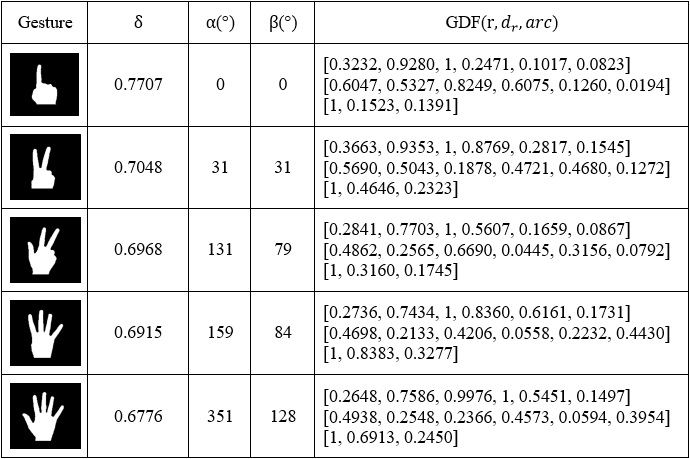 Gesture δ α(°) β(°) GDF(r, dᵣ, arc)
[0.3232, 0.9280, 1, 0.2471, 0.1017, 0.0823]
0.7707 0 0 [0.6047, 0.5327, 0.8249, 0.6075, 0.1260, 0.0194]
[1, 0.1523, 0.1391]
[0.3663, 0.9353, 1, 0.8769, 0.2817, 0.1545]
0.7048 31 31 [0.5690, 0.5043, 0.1878, 0.4721, 0.4680, 0.1272]
[1, 0.4646, 0.2323]
[0.2841, 0.7703, 1, 0.5607, 0.1659, 0.0867]
0.6968 131 79 [0.4862, 0.2565, 0.6690, 0.0445, 0.3156, 0.0792]
[1, 0.3160, 0.1745]
[0.2736, 0.7434, 1, 0.8360, 0.6161, 0.1731]
0.6915 159 84 [0.4698, 0.2133, 0.4206, 0.0558, 0.2232, 0.4430]
[1, 0.8383, 0.3277]
[0.2648, 0.7586, 0.9976, 1, 0.5451, 0.1497]
0.6776 351 128 [0.4938, 0.2548, 0.2366, 0.4573, 0.0594, 0.3954]
[1, 0.6913, 0.2450]